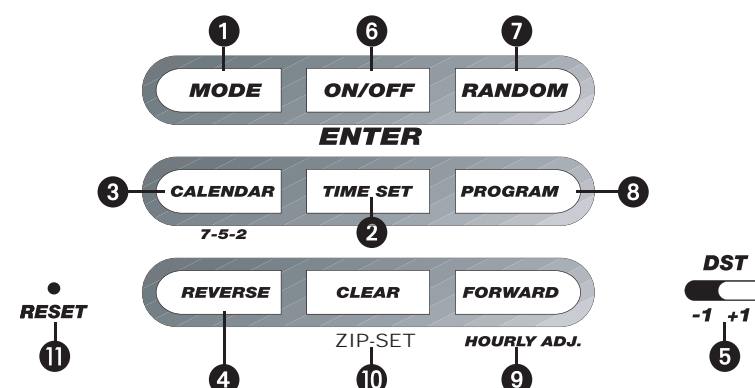 1 6 7
MODE ON/OFF RANDOM
ENTER
3 CALENDAR TIME SET PROGRAM 8
7-5-2 2
REVERSE CLEAR FORWARD DST
RESET -1 +1
ZIP-SET HOURLY ADJ.
11 4 10 9 5